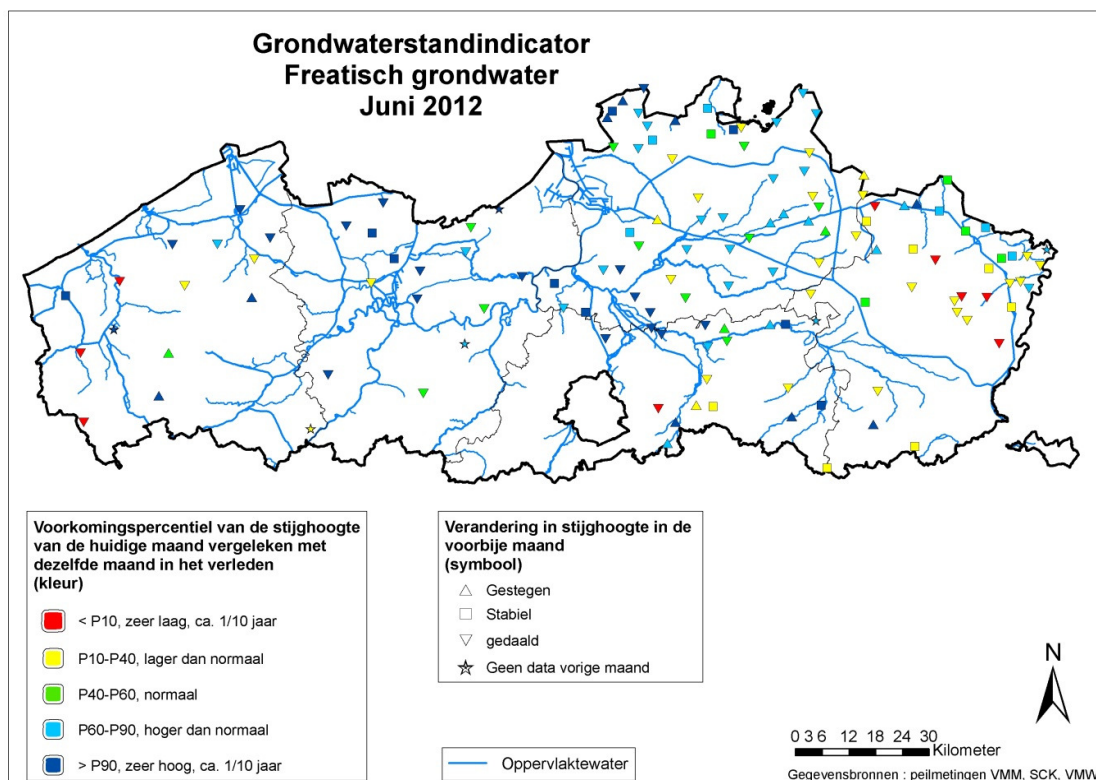 Grondwaterstandindicator
Freatisch grondwater
Juni 2012
Voorkomingspercentiel van de stijghoogte
van de huidige maand vergeleken met
dezelfde maand in het verleden
(kleur)
< P10, zeer laag, ca. 1/10 jaar
P10-P40, lager dan normaal
P40-P60, normaal
P60-P90, hoger dan normaal
> P90, zeer hoog, ca. 1/10 jaar
Verandering in stijghoogte in de
voorbije maand
(symbool)
Gestegen
Stabiel
gedaald
Geen data vorige maand
Oppervlaktewater
N
0 3 6 12 18 24 30
Kilometer
Gegevensbronnen : peilmetingen VMM, SCK, VMW